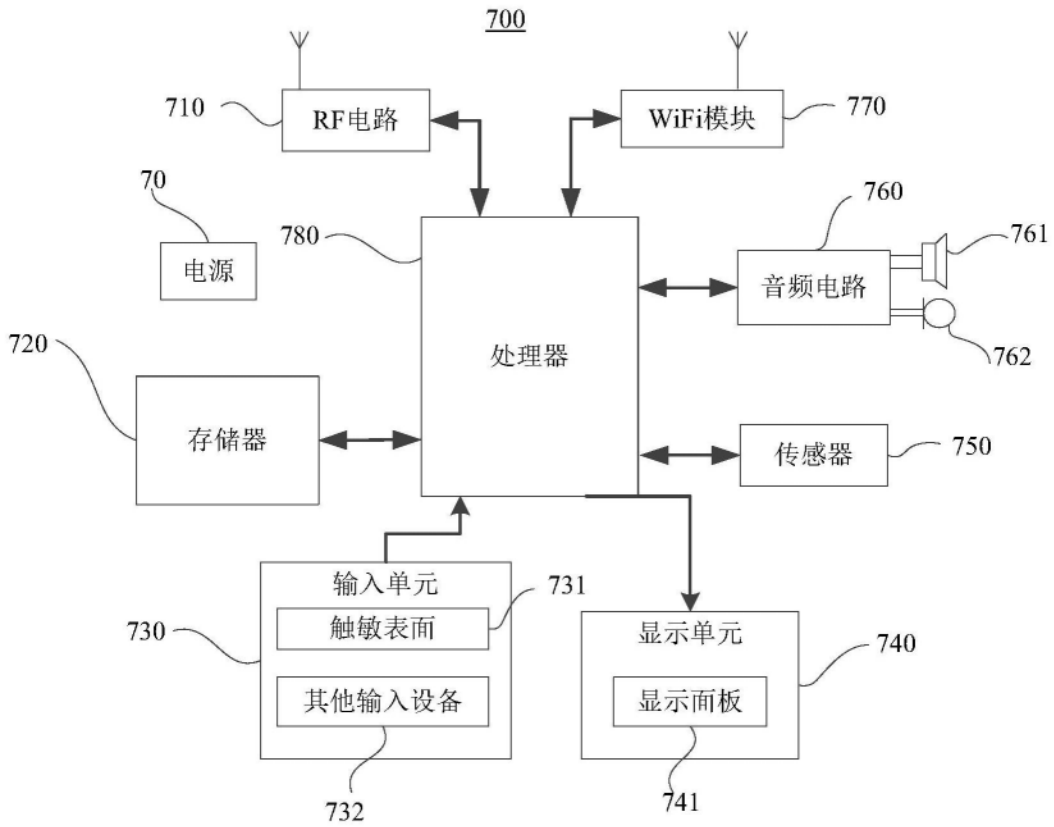 700
710
RF电路
WiFi模块
770
70
电源
780
处理器
760
音频电路
761
762
720
存储器
传感器
750
730
输入单元
731
触敏表面
其他输入设备
732
显示单元
740
显示面板
741